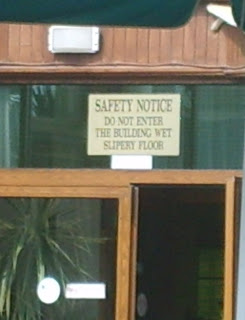 SAFETY NOTICE
DO NOT ENTER
THE BUILDING WET
SLIPERY FLOOR